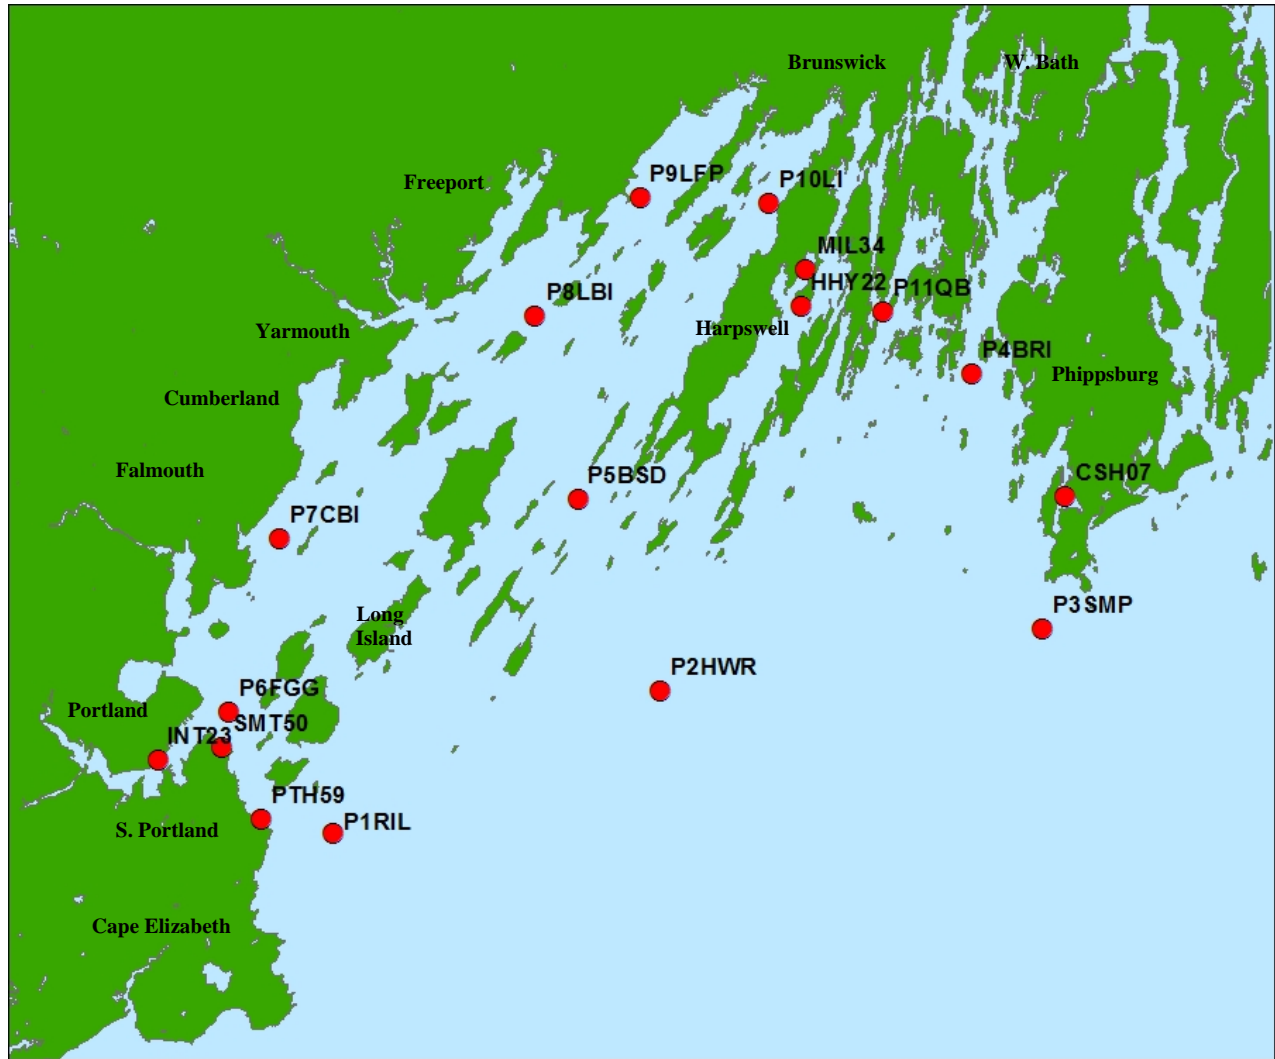 Brunswick
W. Bath
P9LFP
Freeport
P10LI
MIL34
HHY22
P11QB
P8LBI
Yarmouth
Harpswell
P4BRI
Phippsburg
Cumberland
Falmouth
P5BSD
CSH07
P7CBI
Long
Island
P3SMP
P2HWR
P6FGG
Portland
SMT50
INT23
PTH59
P1RIL
S. Portland
Cape Elizabeth